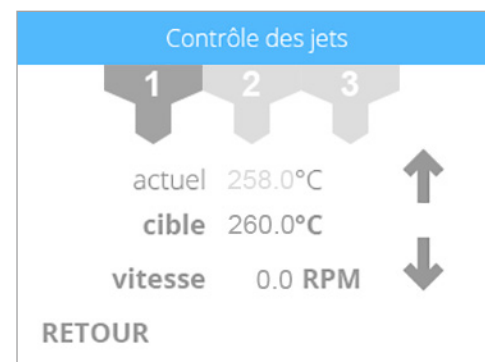 Contrôle des jets
1 2 3
actuel 258.0°C
cible 260.0°C
vitesse 0.0 RPM
RETOUR